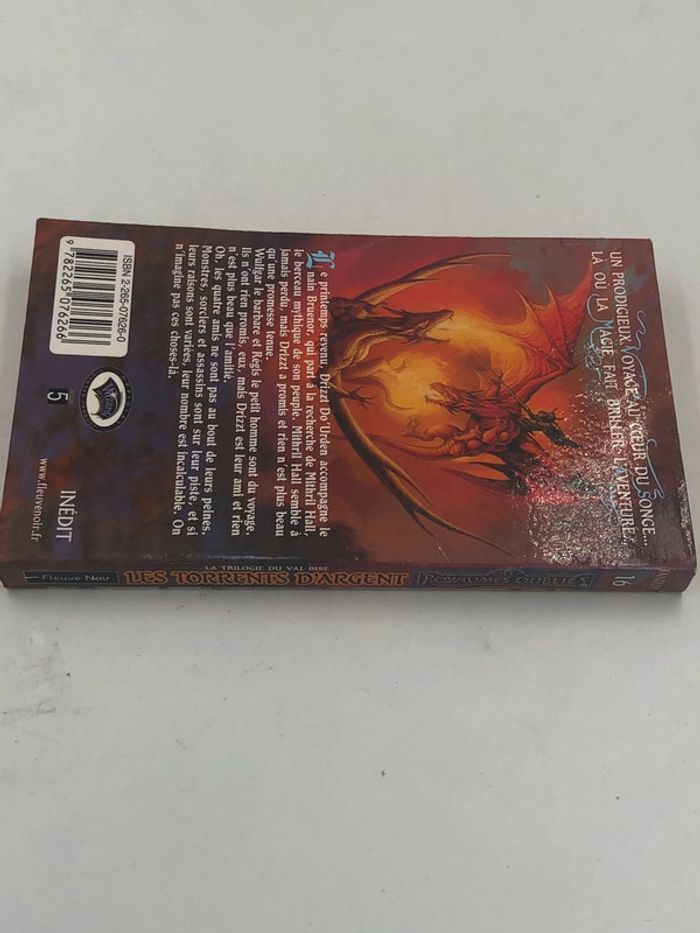 UN PRODIGIEUX VOYAGE AU CŒUR DU SONGE...
LÀ OÙ LA MAGIE FAIT BRÛLER L'AVENTURE...
Le printemps revenu, Drizzt Do'Urden accompagne le
nain Bruenor, qui part à la recherche de Mithril Hall,
le berceau mythique de son peuple. Mithril Hall semble à
jamais perdu, mais Drizzt a promis et rien n'est plus beau
qu'une promesse tenue.
Wulfgar le barbare et Régis le petit homme sont du voyage.
Ils n'ont rien promis, eux, mais Drizzt est leur ami et rien
n'est plus beau que l'amitié.
Oh, les quatre amis ne sont pas au bout de leurs peines.
Monstres, sorciers et assassins sont sur leur piste, et si
leurs raisons sont variées, leur nombre est incalculable. On
n'imagine pas ces choses-là.
ISBN 2-265-07626-0
9 782265 076266
5
INÉDIT
www.fleuvenoir.fr
Fleuve Noir
LA TRILOGIE DU VAL BISE
LES TORRENTS D'ARGENT
LES
ROYAUMES OUBLIÉS
16